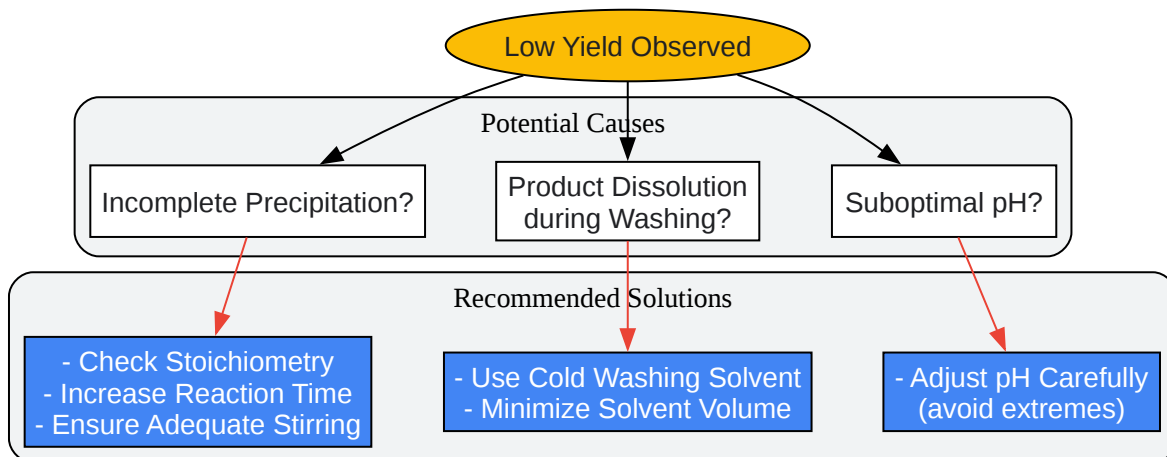 Low Yield Observed
Potential Causes
Incomplete Precipitation?
Product Dissolution
during Washing?
Suboptimal pH?
Recommended Solutions
- Check Stoichiometry
- Increase Reaction Time
- Ensure Adequate Stirring
- Use Cold Washing Solvent
- Minimize Solvent Volume
- Adjust pH Carefully
(avoid extremes)